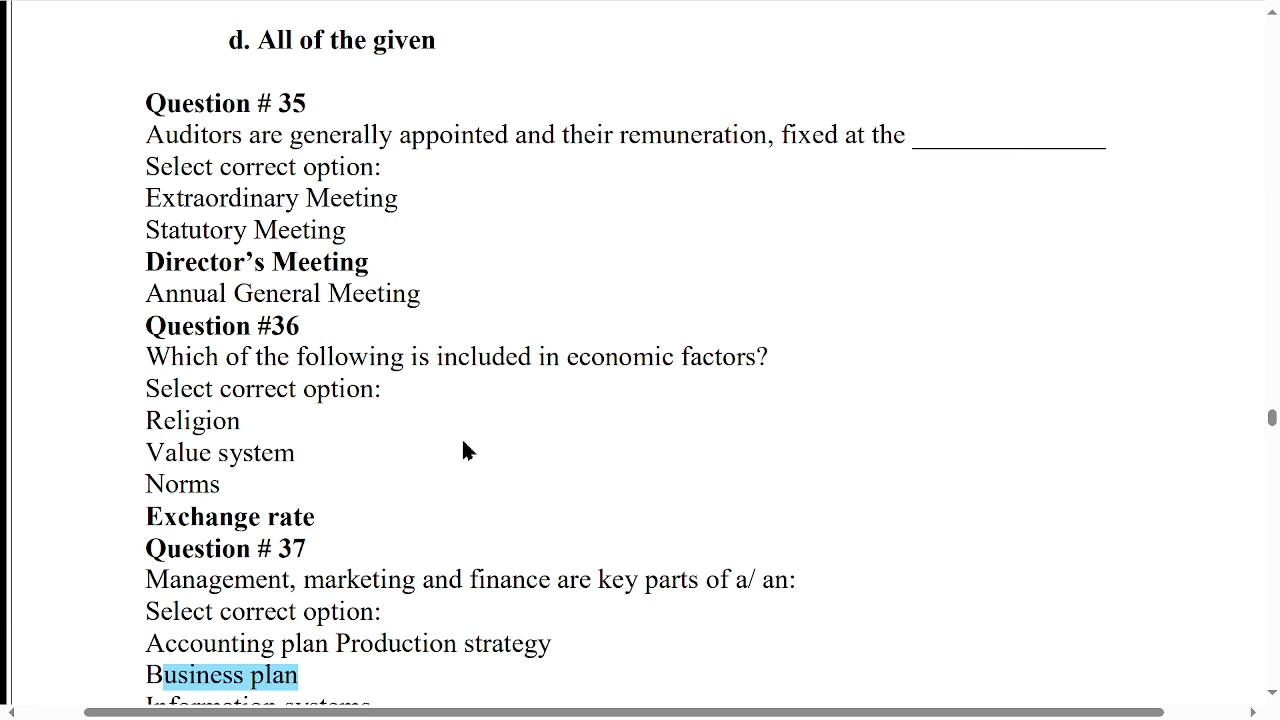 d. All of the given
Question # 35
Auditors are generally appointed and their remuneration, fixed at the ______________
Select correct option:
Extraordinary Meeting
Statutory Meeting
Director’s Meeting
Annual General Meeting
Question #36
Which of the following is included in economic factors?
Select correct option:
Religion
Value system
Norms
Exchange rate
Question # 37
Management, marketing and finance are key parts of a/ an:
Select correct option:
Accounting plan Production strategy
Business plan
Information systems